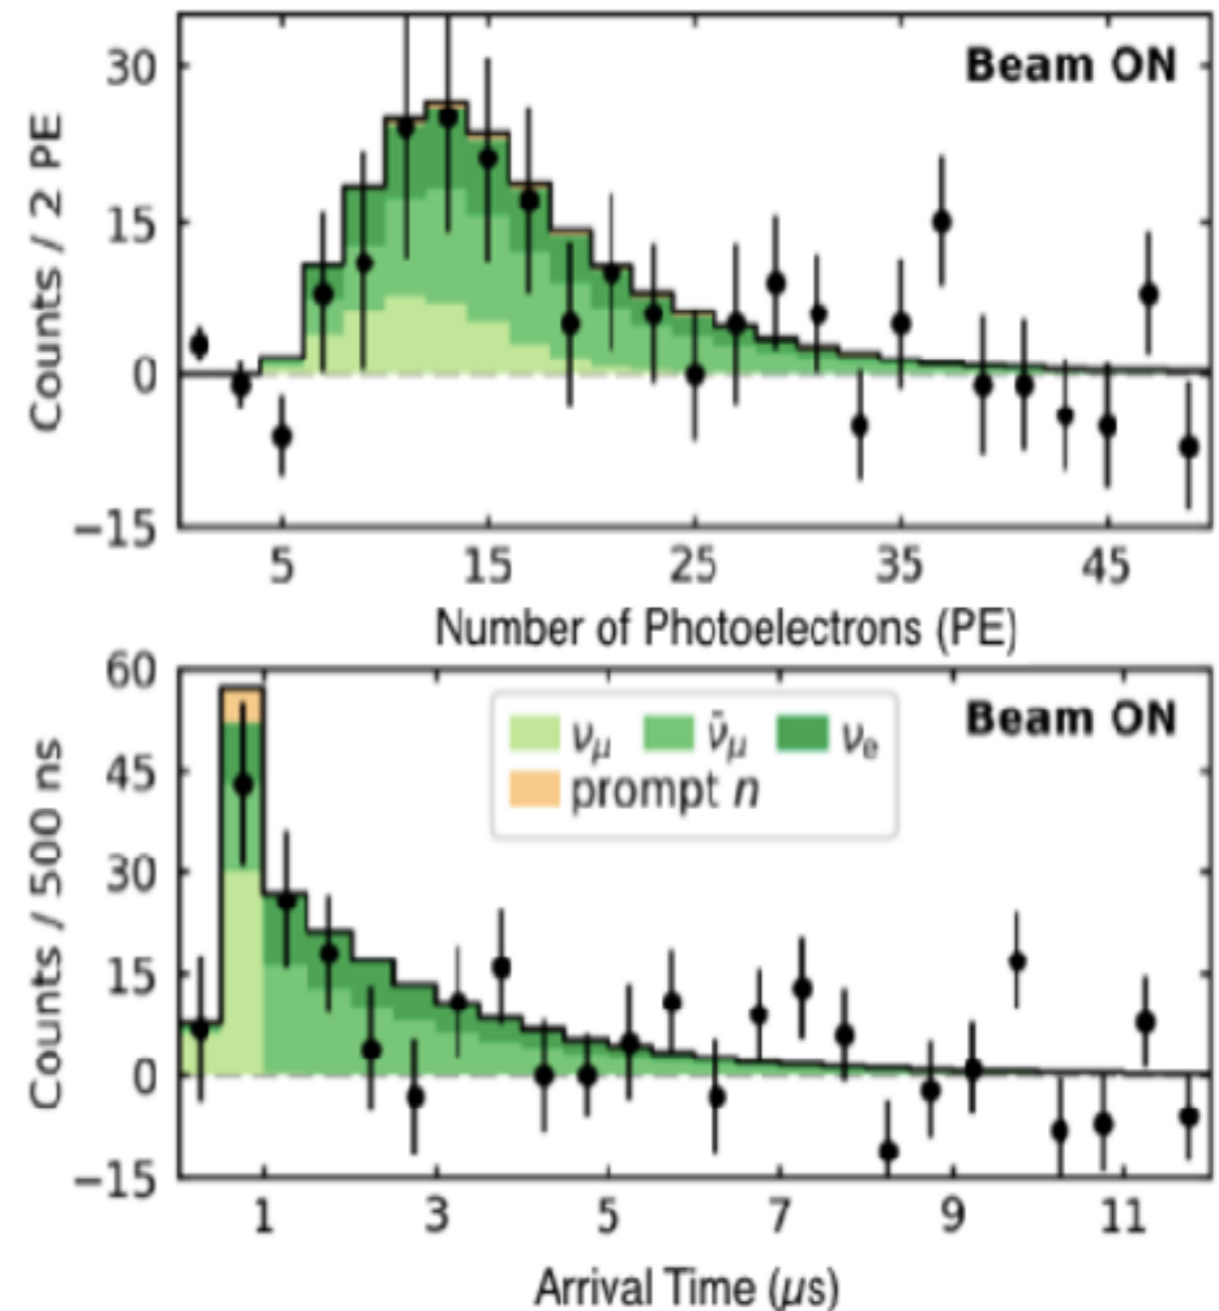 Beam ON
Counts / 2 PE
30
15
0
−15
5 15 25 35 45
Number of Photoelectrons (PE)
Beam ON
Counts / 500 ns
60
45
30
15
0
−15
νμ ν̄μ νe
prompt n
1 3 5 7 9 11
Arrival Time (μs)